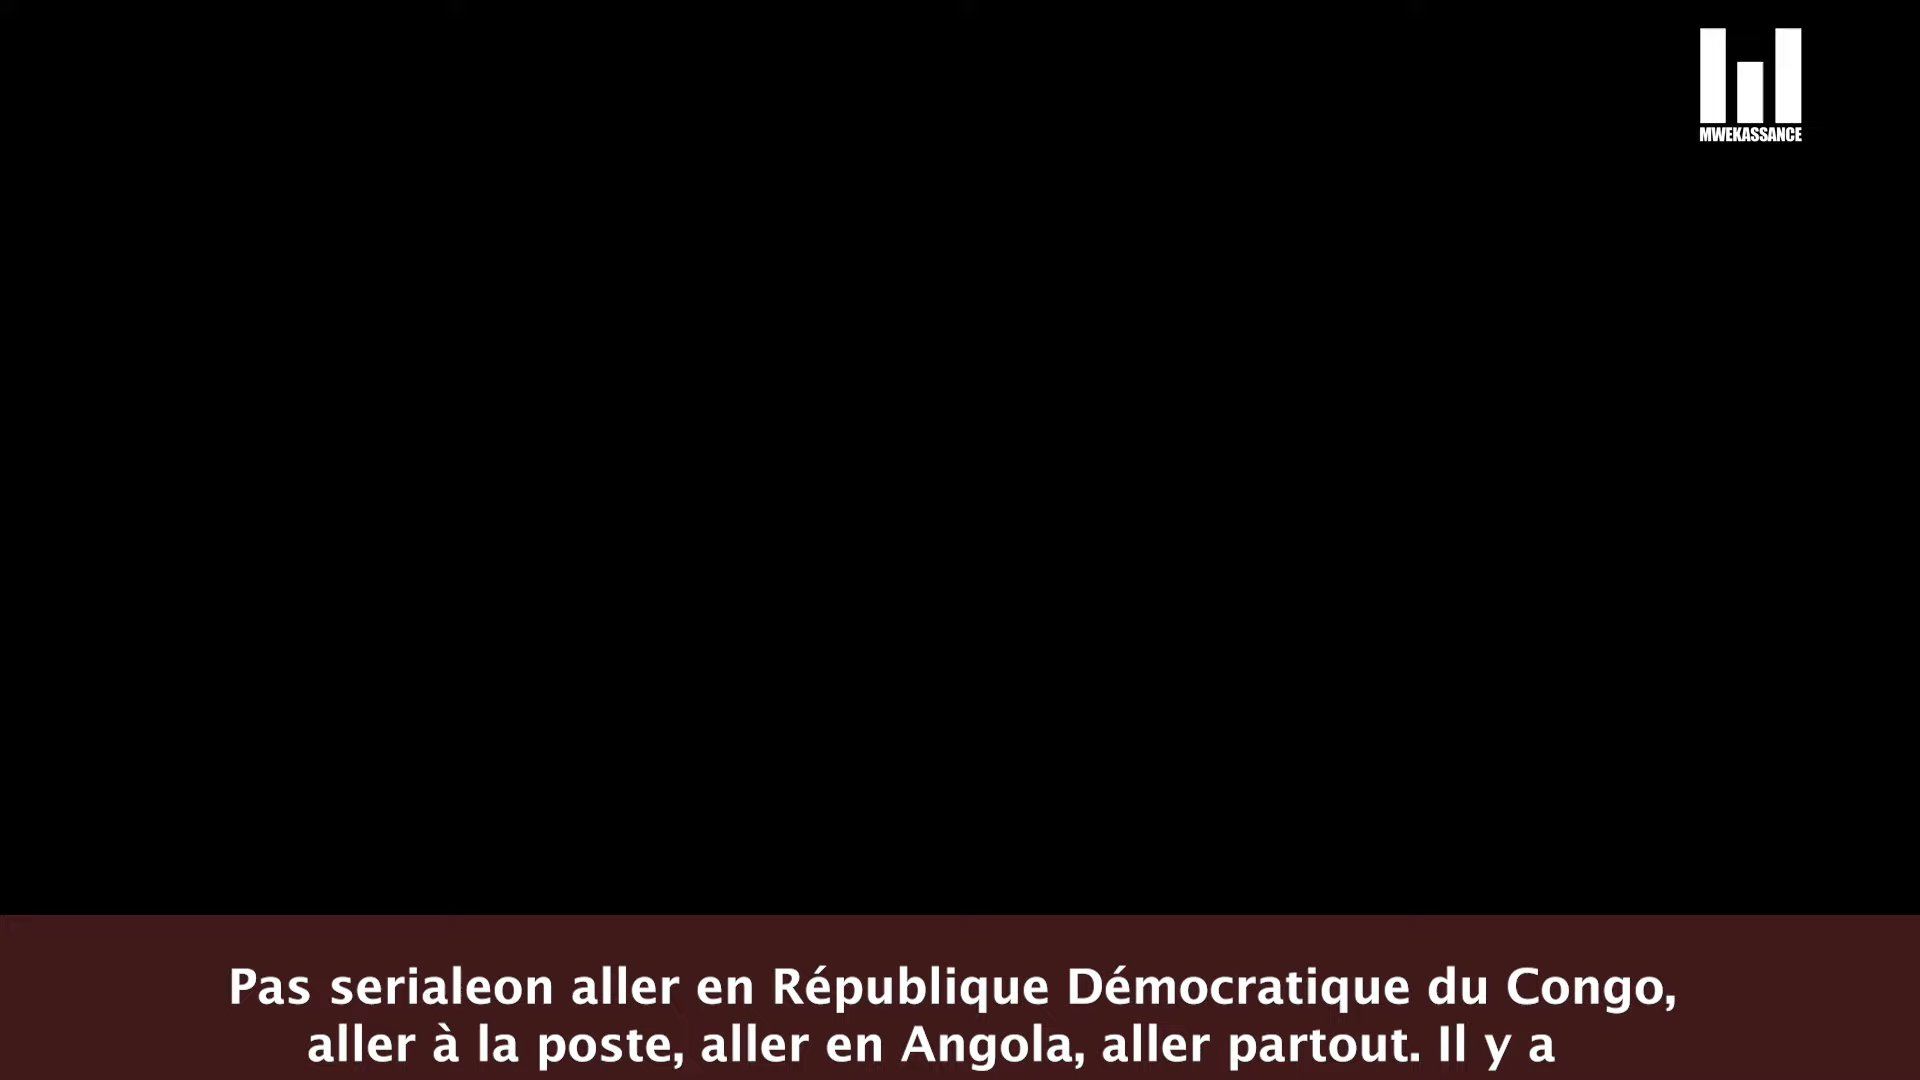 MWEKASSANCE
Pas serialeon aller en République Démocratique du Congo,
aller à la poste, aller en Angola, aller partout. Il y a